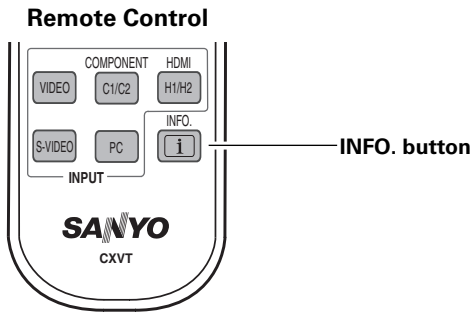 Remote Control
COMPONENT HDMI
VIDEO C1/C2 H1/H2
INFO.
S-VIDEO PC i
INFO. button
INPUT
SANYO
CXVT